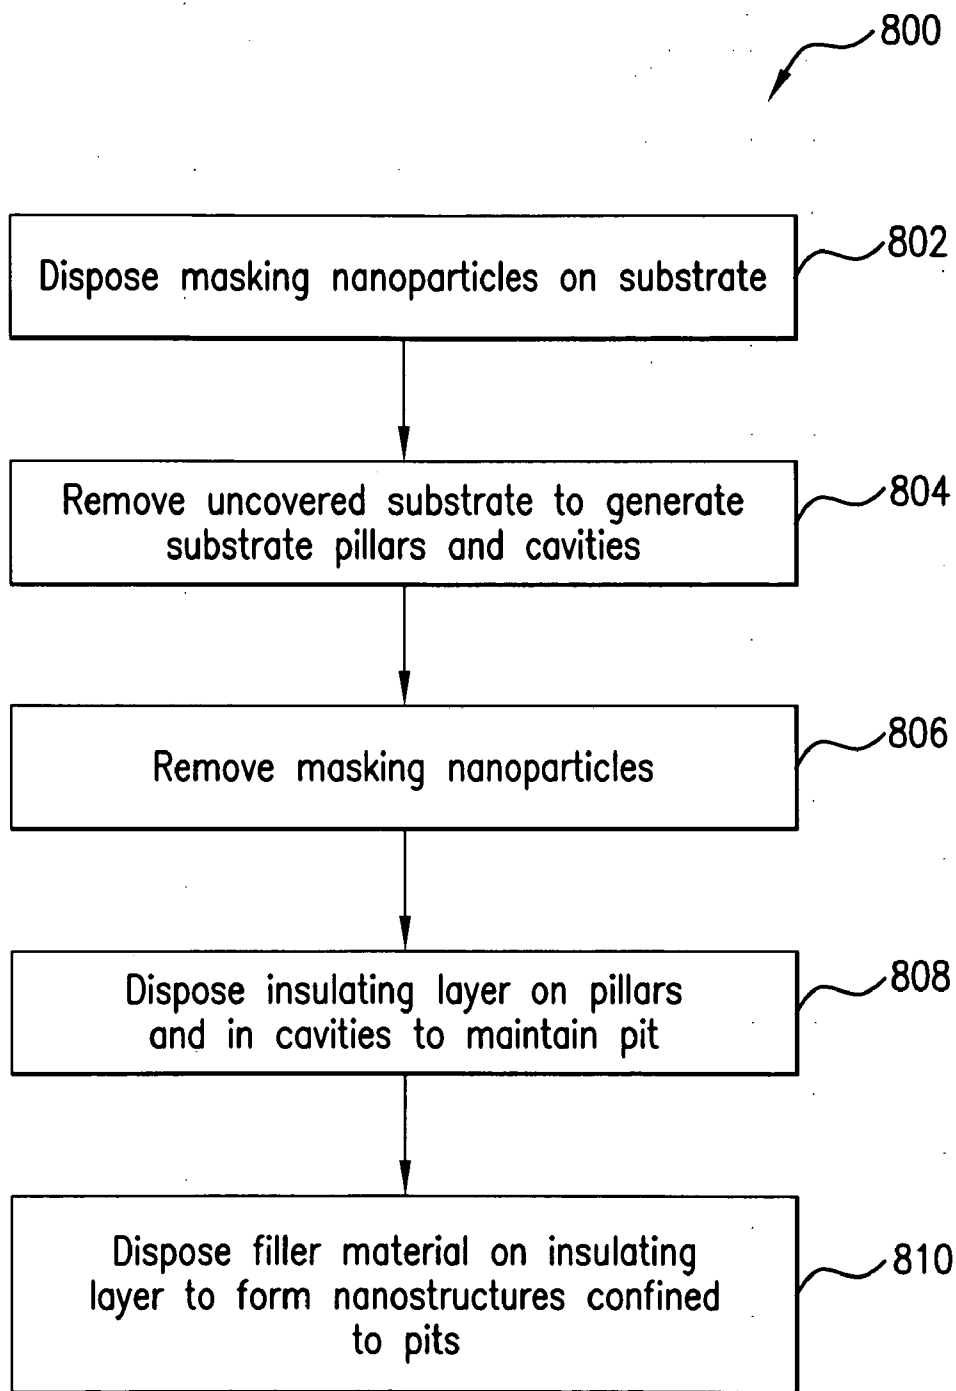 800
Dispose masking nanoparticles on substrate
802
Remove uncovered substrate to generate
substrate pillars and cavities
804
Remove masking nanoparticles
806
Dispose insulating layer on pillars
and in cavities to maintain pit
808
Dispose filler material on insulating
layer to form nanostructures confined
to pits
810